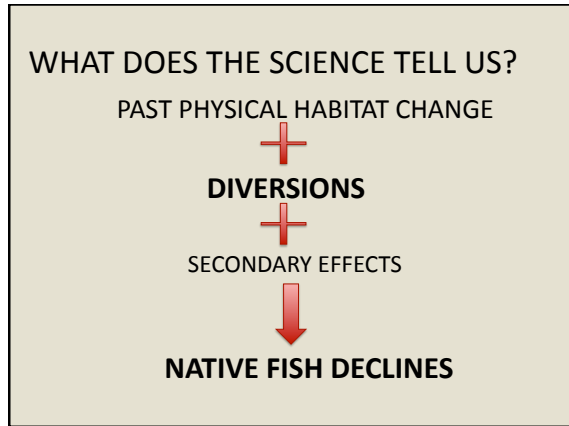 WHAT DOES THE SCIENCE TELL US?
PAST PHYSICAL HABITAT CHANGE
DIVERSIONS
SECONDARY EFFECTS
NATIVE FISH DECLINES